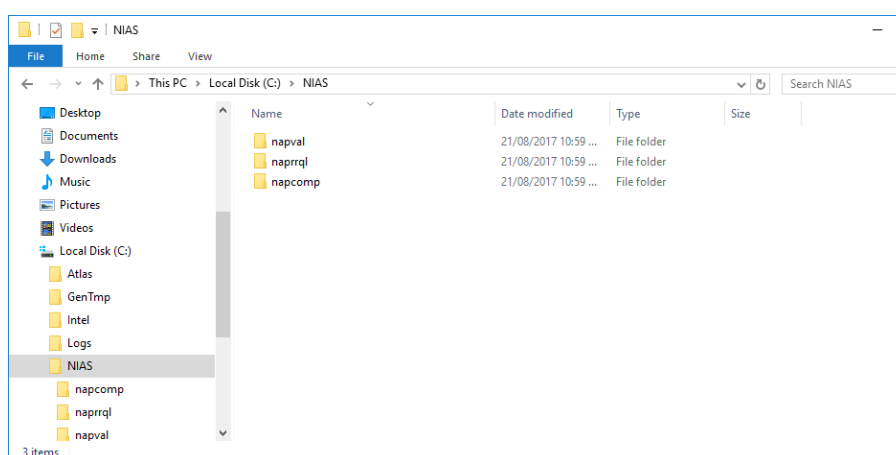 NIAS
File Home Share View
This PC > Local Disk (C:) > NIAS Search NIAS
Desktop
Documents
Downloads
Music
Pictures
Videos
Local Disk (C:)
Atlas
GenTmp
Intel
Logs
NIAS
napcomp
naprrql
napval
Name Date modified Type Size
napval 21/08/2017 10:59 ... File folder
naprrql 21/08/2017 10:59 ... File folder
napcomp 21/08/2017 10:59 ... File folder
3 items